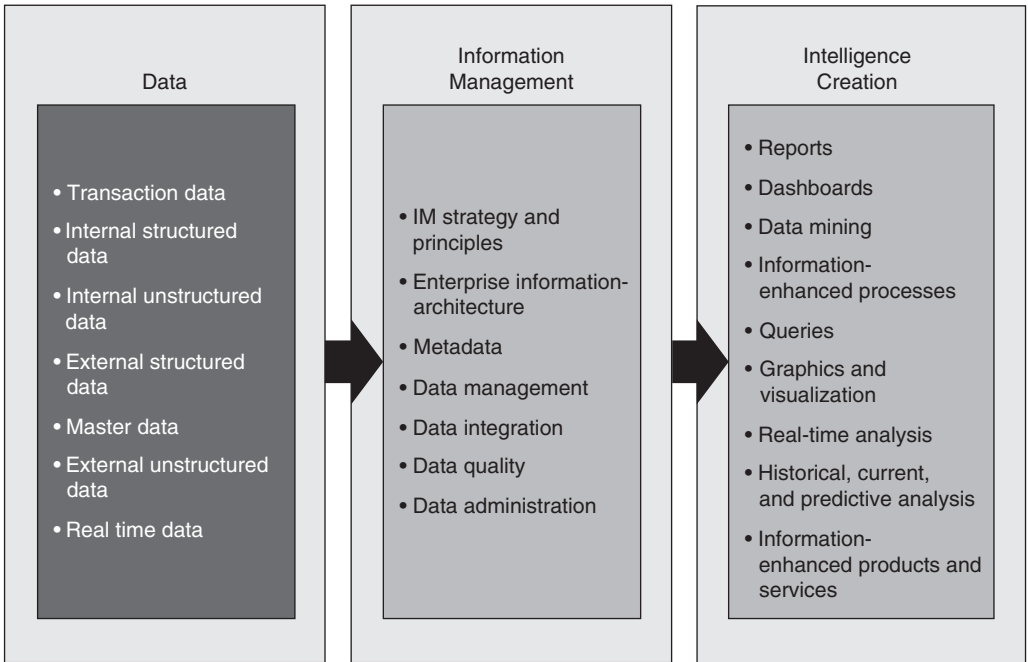 Data
• Transaction data
• Internal structured
data
• Internal unstructured
data
• External structured
data
• Master data
• External unstructured
data
• Real time data
Information
Management
• IM strategy and
principles
• Enterprise information-
architecture
• Metadata
• Data management
• Data integration
• Data quality
• Data administration
Intelligence
Creation
• Reports
• Dashboards
• Data mining
• Information-
enhanced processes
• Queries
• Graphics and
visualization
• Real-time analysis
• Historical, current,
and predictive analysis
• Information-
enhanced products and
services